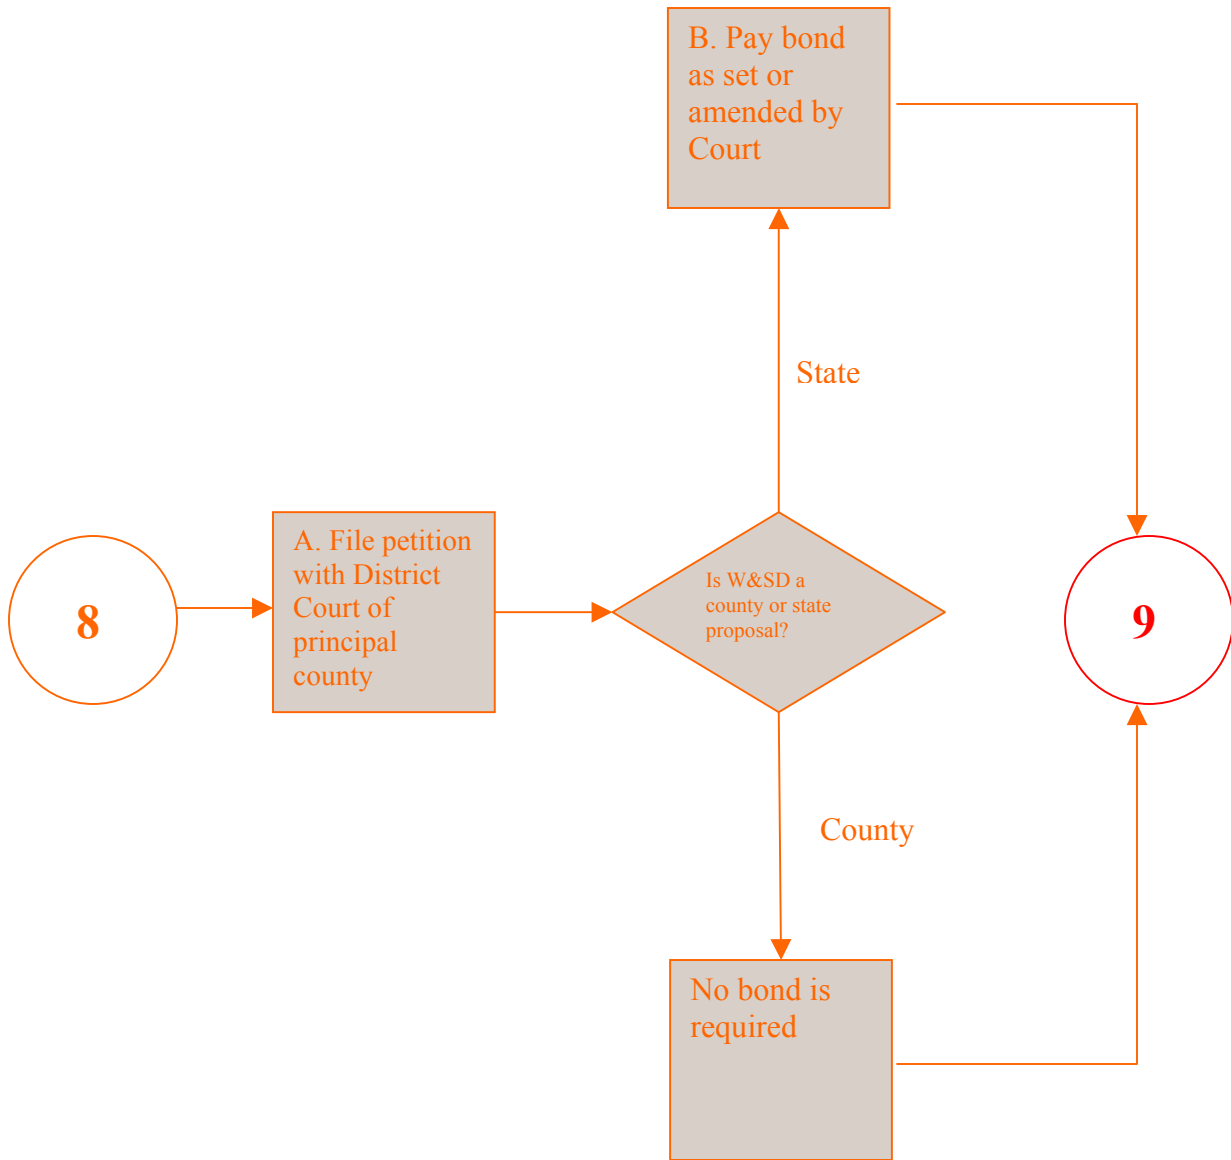 B. Pay bond
as set or
amended by
Court
State
8
A. File petition
with District
Court of
principal
county
Is W&SD a
county or state
proposal?
9
County
No bond is
required